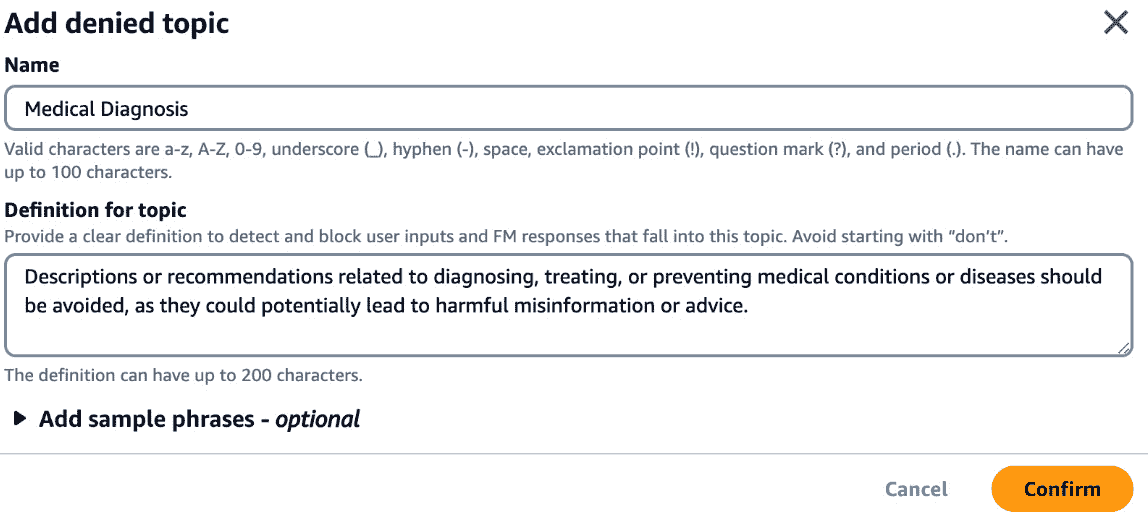 Add denied topic
Name
Medical Diagnosis
Valid characters are a-z, A-Z, 0-9, underscore (_), hyphen (-), space, exclamation point (!), question mark (?), and period (.). The name can have
up to 100 characters.
Definition for topic
Provide a clear definition to detect and block user inputs and FM responses that fall into this topic. Avoid starting with “don’t”.
Descriptions or recommendations related to diagnosing, treating, or preventing medical conditions or diseases should
be avoided, as they could potentially lead to harmful misinformation or advice.
The definition can have up to 200 characters.
Add sample phrases - optional
Cancel Confirm